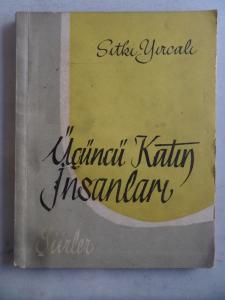 Sıtkı Yırcalı
Üçüncü Katın
İnsanları
Şiirler